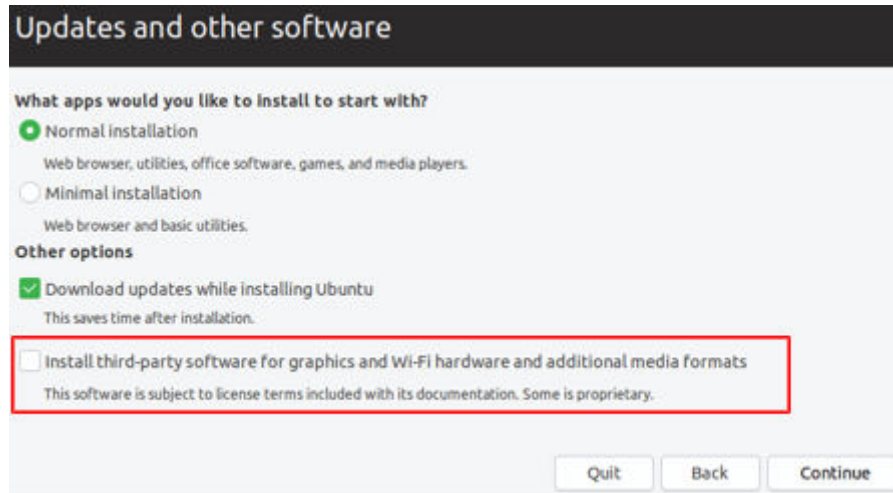 Updates and other software
What apps would you like to install to start with?
Normal installation
Web browser, utilities, office software, games, and media players.
Minimal installation
Web browser and basic utilities.
Other options
Download updates while installing Ubuntu
This saves time after installation.
Install third-party software for graphics and Wi-Fi hardware and additional media formats
This software is subject to license terms included with its documentation. Some is proprietary.
Quit Back Continue